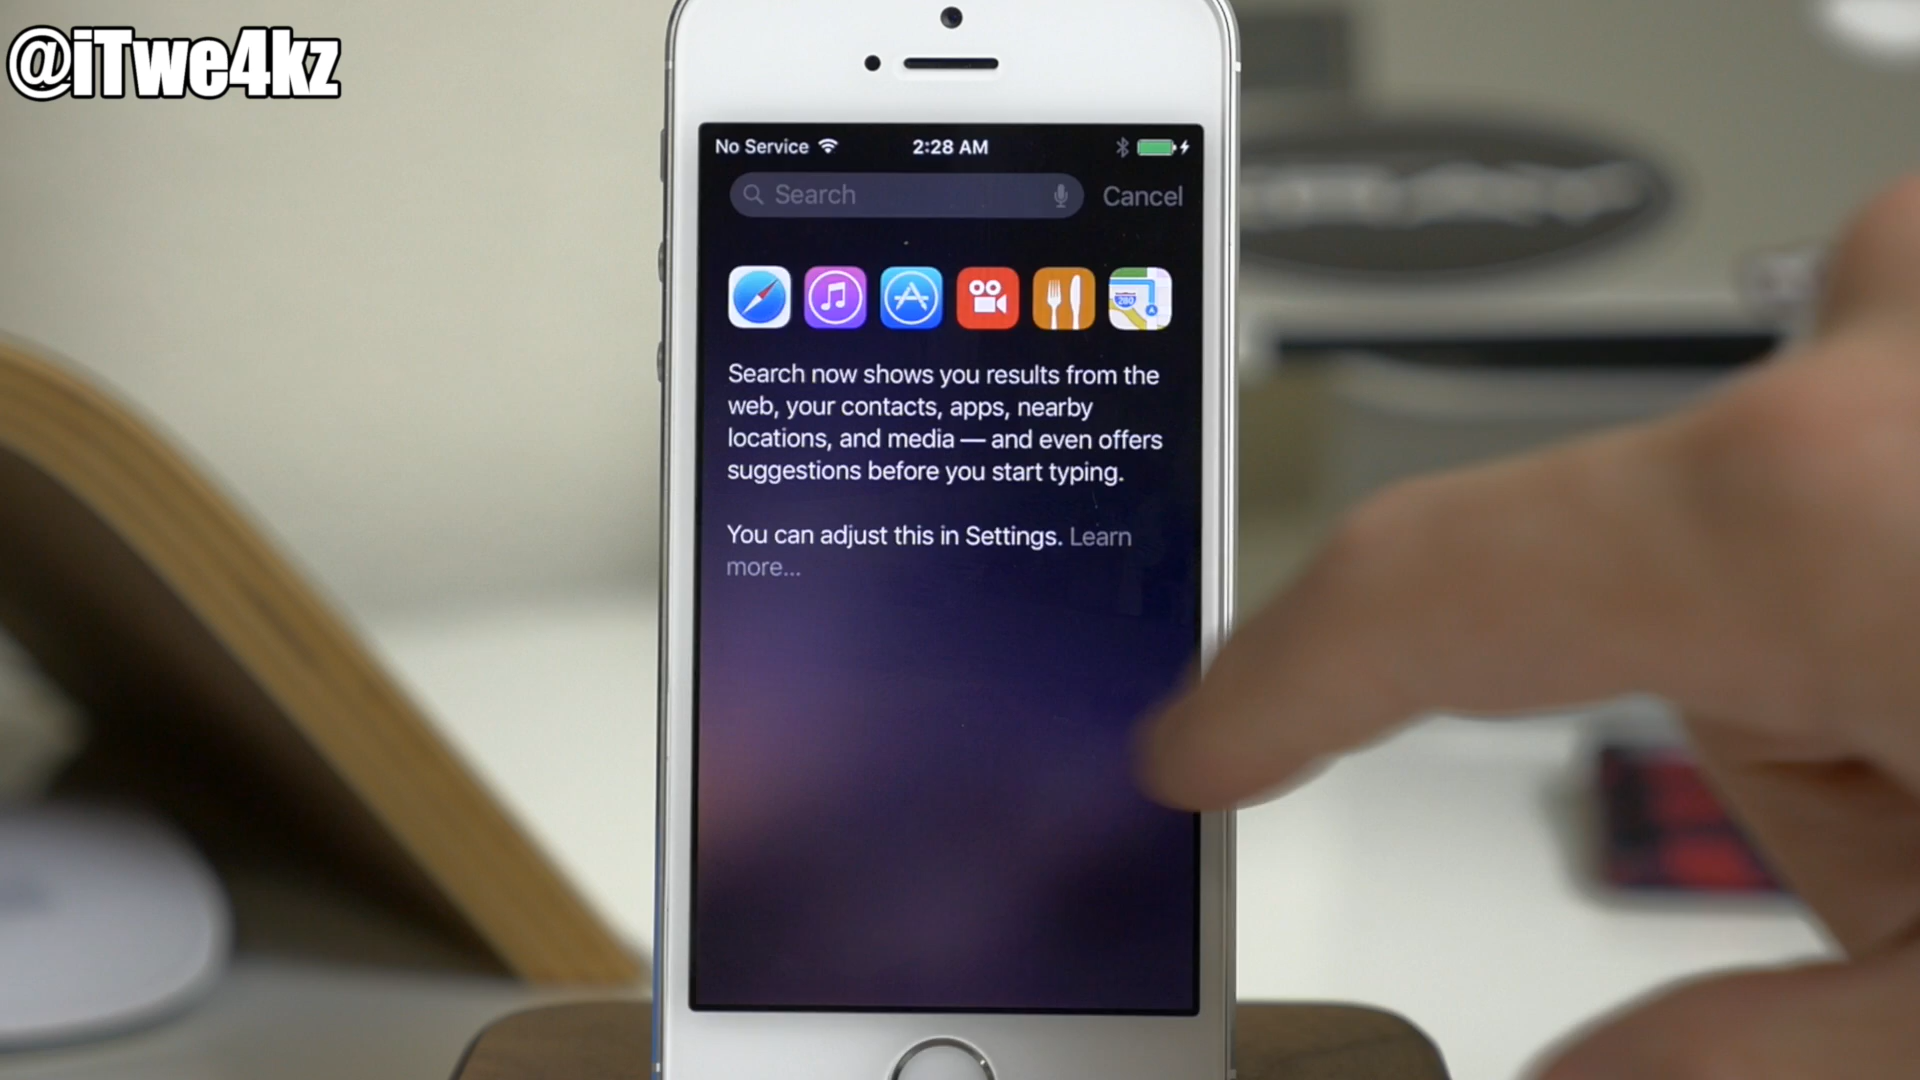 @iTwe4kz
No Service 2:28 AM
Search Cancel
280
Search now shows you results from the
web, your contacts, apps, nearby
locations, and media — and even offers
suggestions before you start typing.
You can adjust this in Settings. Learn
more...